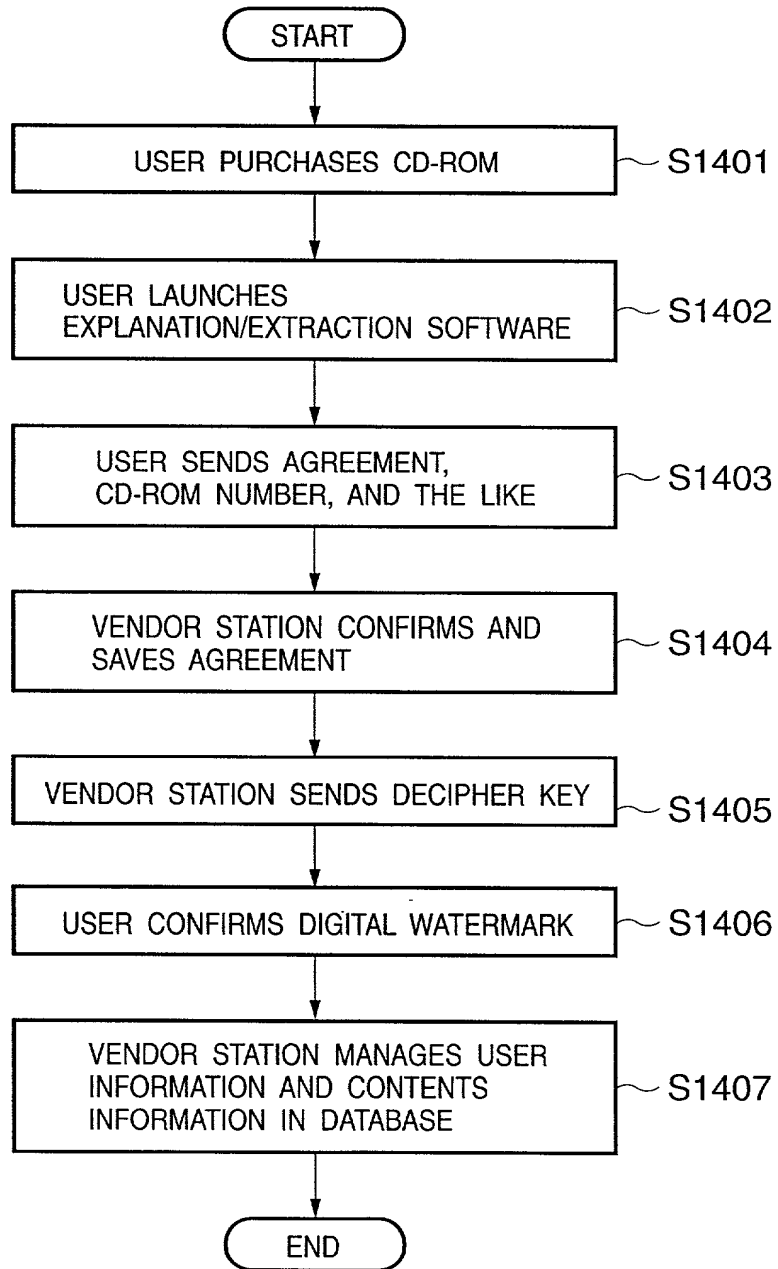 START
USER PURCHASES CD-ROM
S1401
USER LAUNCHES
EXPLANATION/EXTRACTION SOFTWARE
S1402
USER SENDS AGREEMENT,
CD-ROM NUMBER, AND THE LIKE
S1403
VENDOR STATION CONFIRMS AND
SAVES AGREEMENT
S1404
VENDOR STATION SENDS DECIPHER KEY
S1405
USER CONFIRMS DIGITAL WATERMARK
S1406
VENDOR STATION MANAGES USER
INFORMATION AND CONTENTS
INFORMATION IN DATABASE
S1407
END